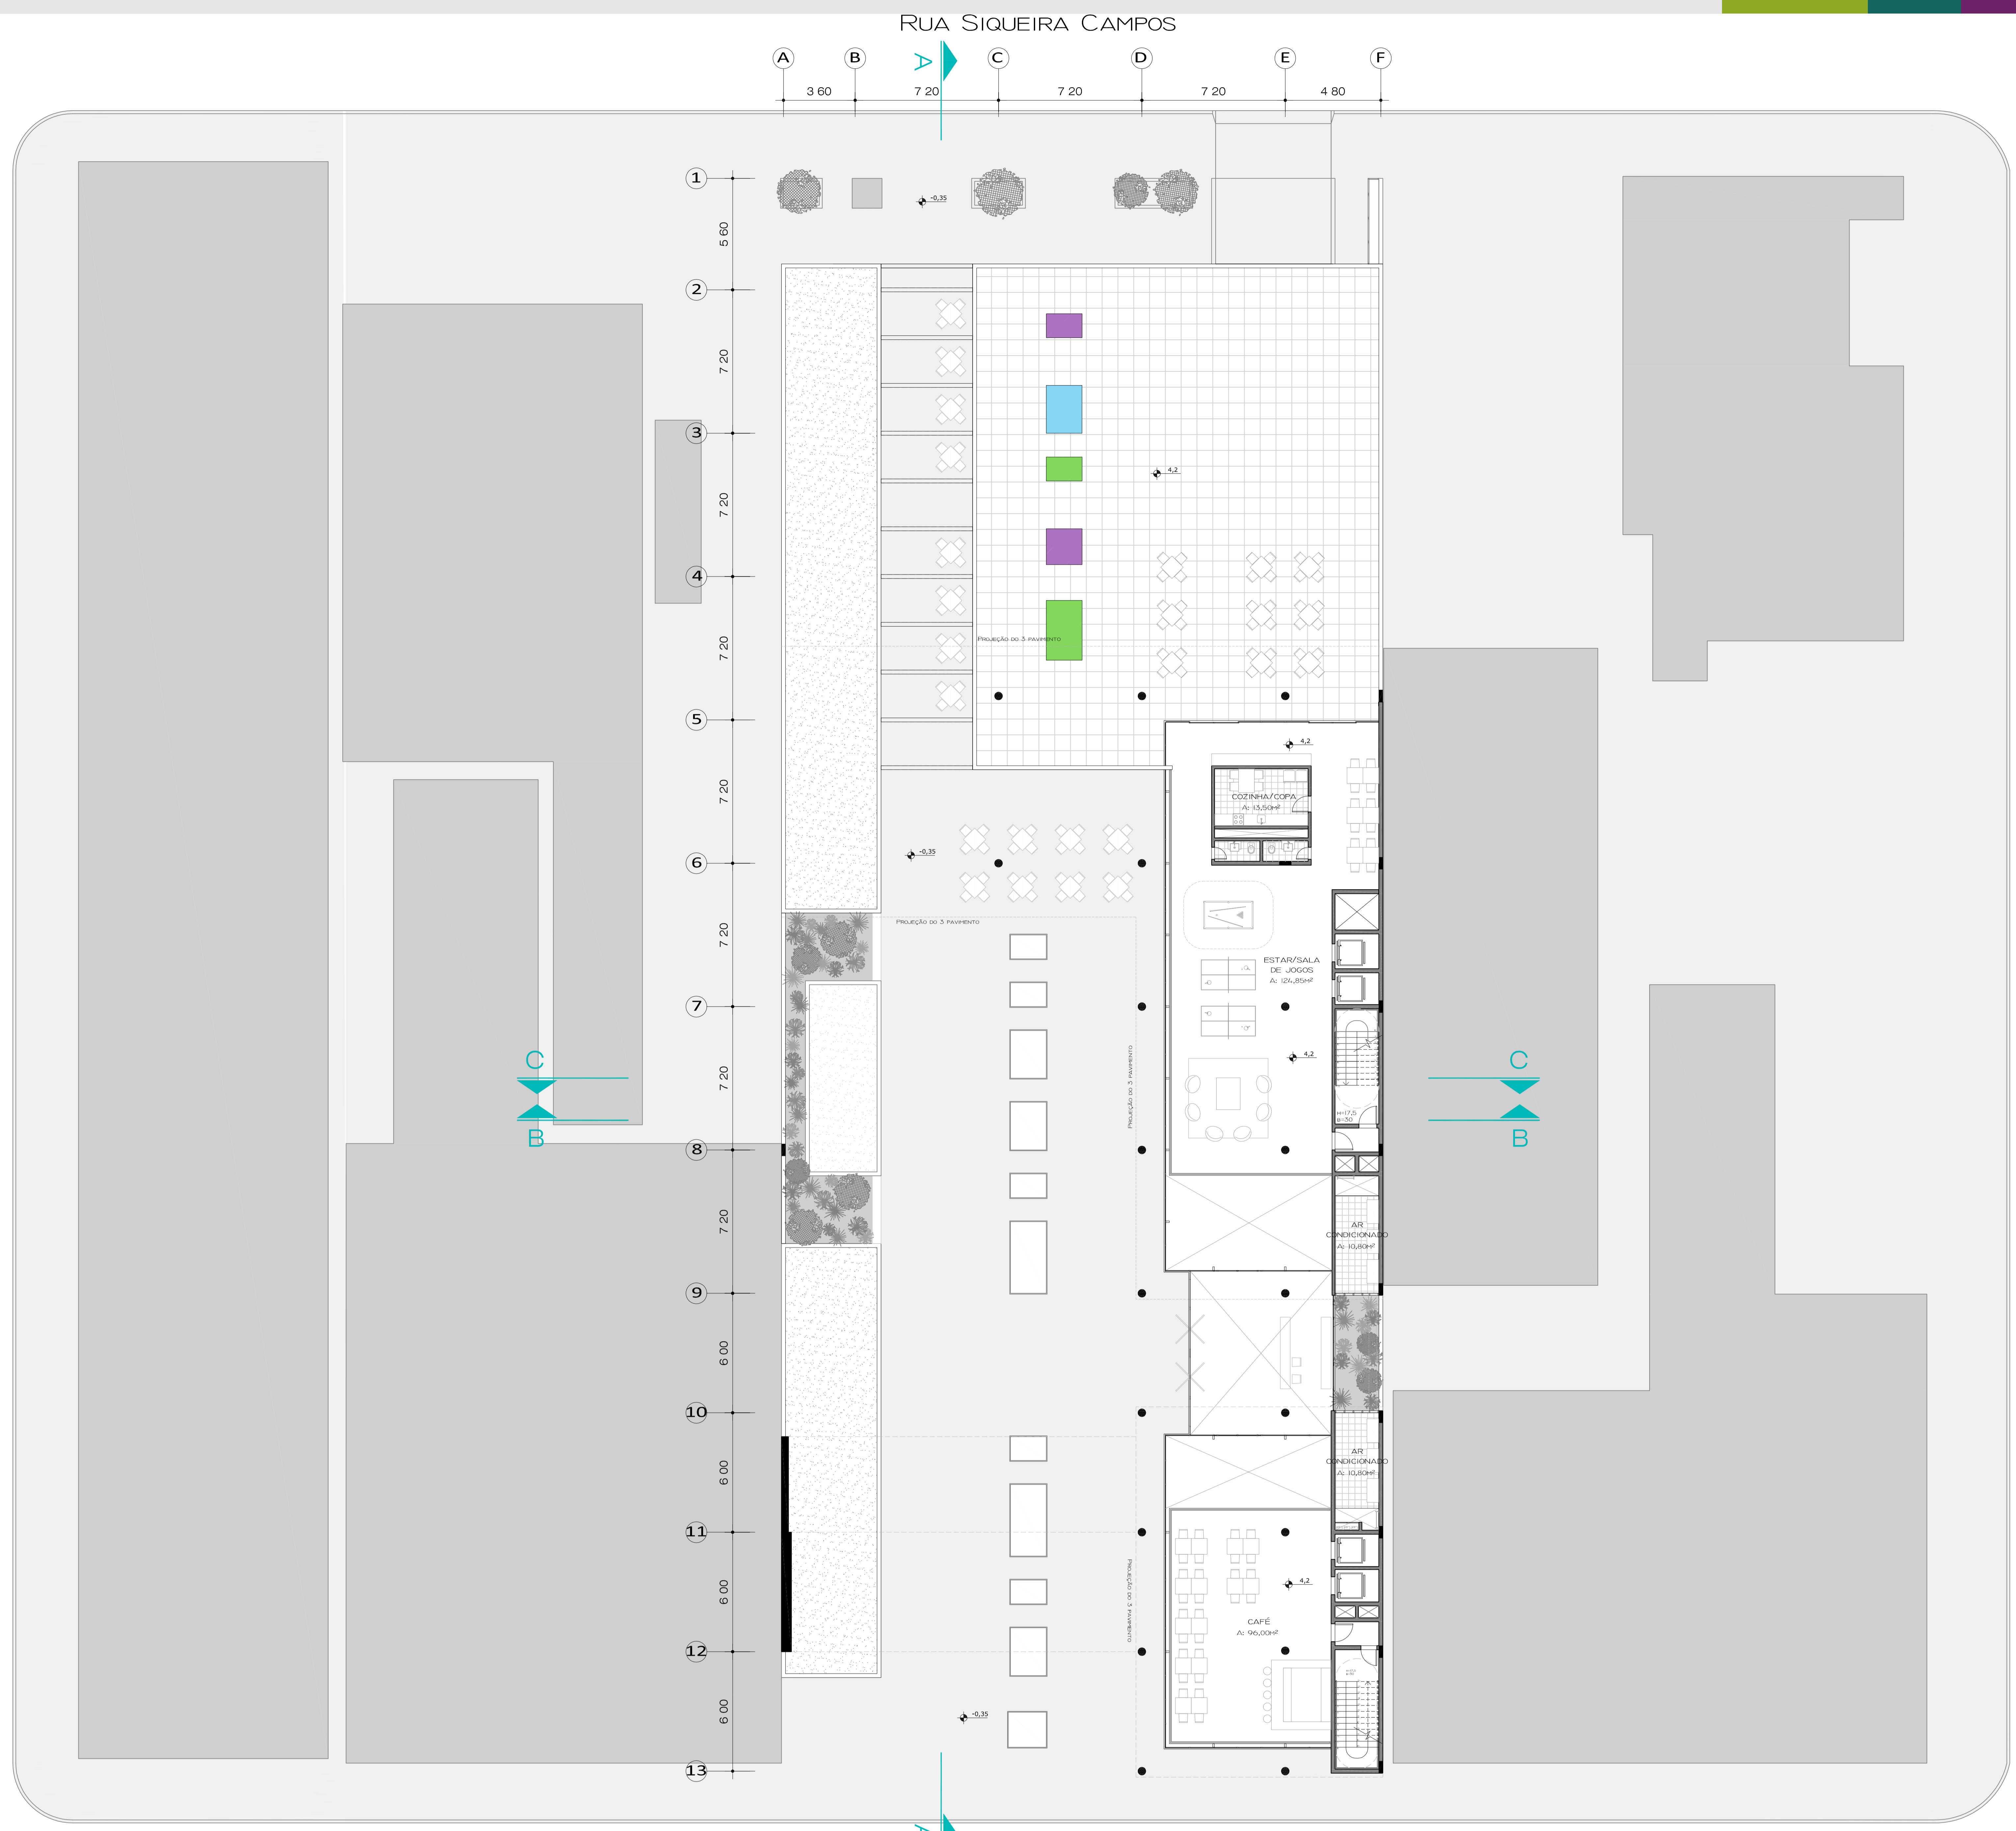 RUA SIQUEIRA CAMPOS
A
A B C D E F
3 60 7 20 7 20 7 20 4 80
1
-0,35
5 60
2
7 20
3
4,2
7 20
4
7 20
PROJEÇÃO DO 3 PAVIMENTO
5
4,2
7 20
COZINHA/COPA
A: 13,50M²
6
-0,35
PROJEÇÃO DO 3 PAVIMENTO
7 20
ESTAR/SALA
DE JOGOS
A: 124,85M²
7
PROJEÇÃO DO 3 PAVIMENTO
4,2
7 20
C C
H=17,5
B=30
B B
8
7 20
AR
CONDICIONADO
A: 10,80M²
9
6 00
10
AR
CONDICIONADO
A: 10,80M²
6 00
11
4,2
6 00
PROJEÇÃO DO 3 PAVIMENTO
CAFÉ
A: 96,00M²
12
6 00
-0,35
13
A